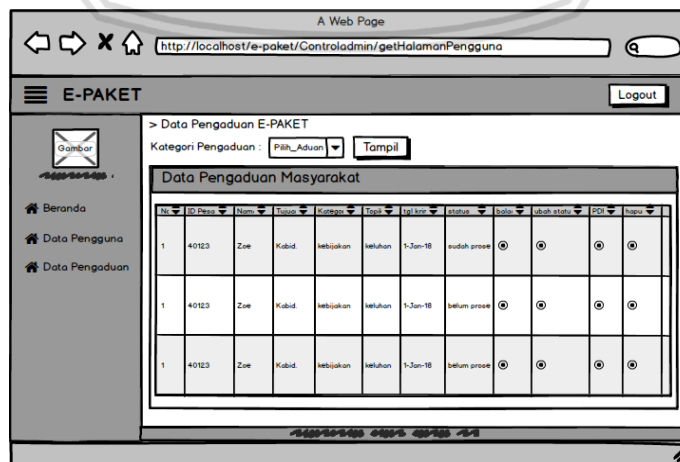 A Web Page
http://localhost/e-paket/Controladmin/getHalamanPengguna
E-PAKET
Logout
> Data Pengaduan E-PAKET
Kategori Pengaduan : Pilih_Aduan Tampil
Gambar
Data Pengaduan Masyarakat
Beranda
Data Pengguna
Data Pengaduan
Nc ID Pesa Nam Tujua Kategor Topil tgl krir status balas ubah statu PDF hapu
1 40123 Zoe Kabid. kebijakan keluhan 1-Jan-18 sudah prose
1 40123 Zoe Kabid. kebijakan keluhan 1-Jan-18 belum prose
1 40123 Zoe Kabid. kebijakan keluhan 1-Jan-18 belum prose